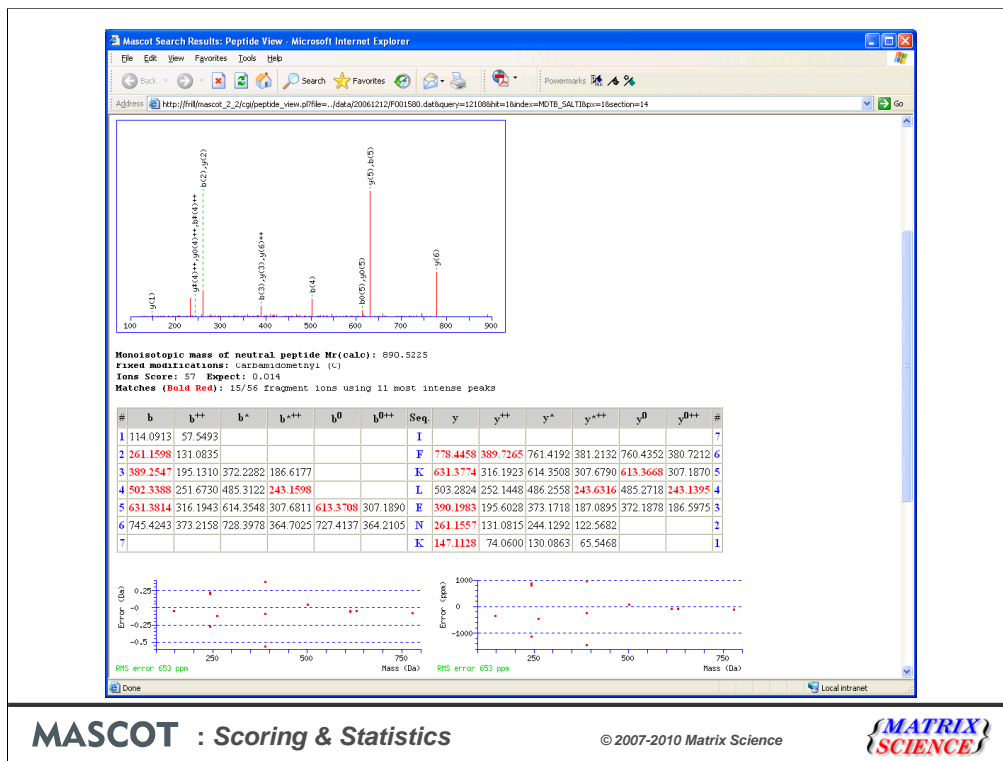 Mascot Search Results: Peptide View - Microsoft Internet Explorer
File Edit View Favorites Tools Help
Back Search Favorites Powermarks
Address http://frill/mascot_2_2/cgi/peptide_view.pl?file=../data/20061212/F001580.dat&query=12108&hit=1&index=MDTB_SALTI&px=1&section=14 Go
y(1)
y*(4)++,y0(4)++,b*(4)++
b(2),y(2)
b(3),y(3),y(6)++
b(4)
b0(5),y0(5)
y(5),b(5)
y(6)
100 200 300 400 500 600 700 800 900
Monoisotopic mass of neutral peptide Mr(calc): 890.5225
Fixed modifications: Carbamidomethyl (C)
Ions Score: 57 Expect: 0.014
Matches (Bold Red): 15/56 fragment ions using 11 most intense peaks
# b b++ b* b*++ b0 b0++ Seq. y y++ y* y*++ y0 y0++ #
1 114.0913 57.5493 I 7
2 261.1598 131.0835 F 778.4458 389.7265 761.4192 381.2132 760.4352 380.7212 6
3 389.2547 195.1310 372.2282 186.6177 K 631.3774 316.1923 614.3508 307.6790 613.3668 307.1870 5
4 502.3388 251.6730 485.3122 243.1598 L 503.2824 252.1448 486.2558 243.6316 485.2718 243.1395 4
5 631.3814 316.1943 614.3548 307.6811 613.3708 307.1890 E 390.1983 195.6028 373.1718 187.0895 372.1878 186.5975 3
6 745.4243 373.2158 728.3978 364.7025 727.4137 364.2105 N 261.1557 131.0815 244.1292 122.5682 2
7 K 147.1128 74.0600 130.0863 65.5468 1
Error (Da)
0.25
-0
-0.25
-0.5
250 500 750
RMS error 653 ppm Mass (Da)
Error (ppm)
1000
0
-1000
250 500 750
RMS error 653 ppm Mass (Da)
Done Local intranet
MASCOT : Scoring & Statistics © 2007-2010 Matrix Science
MATRIX
SCIENCE